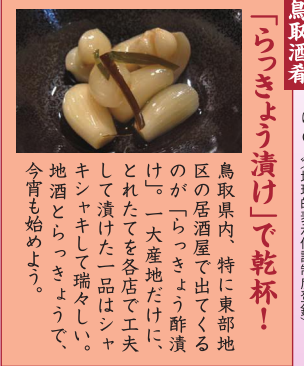 鳥取酒肴
「らっきょう漬け」で乾杯！
鳥取県内、特に東部地
区の居酒屋で出てくる
のが「らっきょう酢漬
け」。一大産地だけに、
とれたてを各店で工夫
して漬けた一品はシャ
キシャキして瑞々しい。
地酒とらっきょうで、
今宵も始めよう。